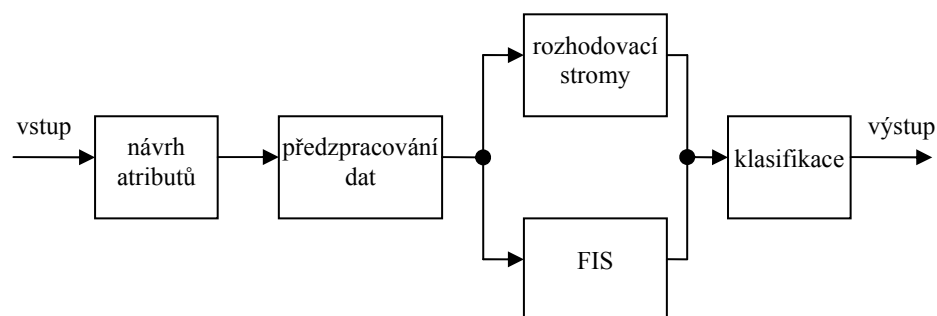 rozhodovací
stromy
vstup
návrh
atributů
předzpracování
dat
klasifikace
výstup
FIS